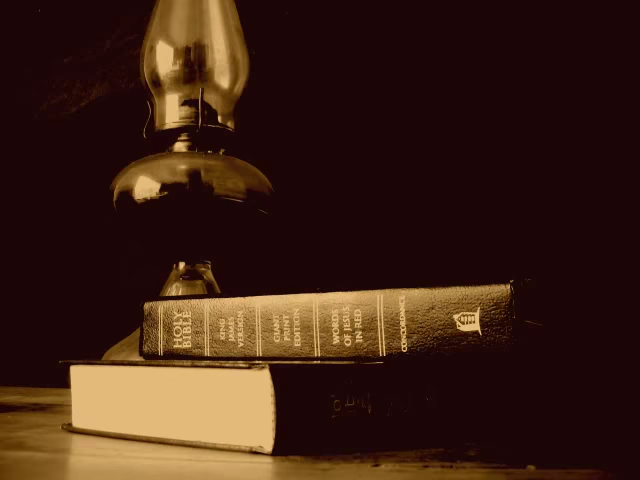 HOLY
BIBLE
KING
JAMES
VERSION
GIANT
PRINT
EDITION
WORDS
OF JESUS
IN RED
CONCORDANCE